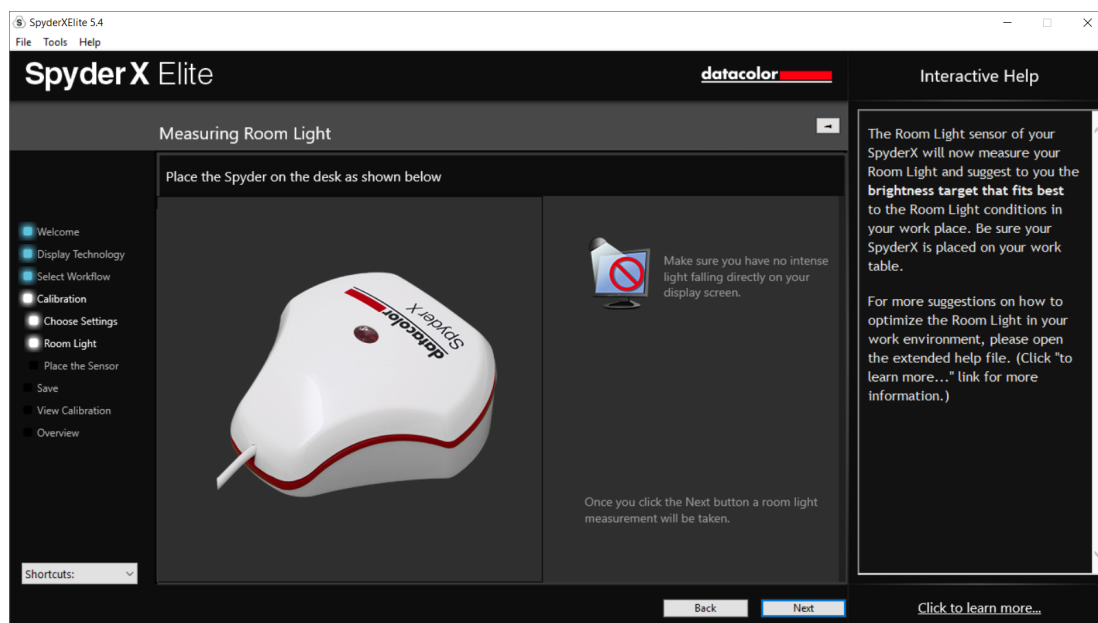 SpyderXElite 5.4
File Tools Help
SpyderX Elite
datacolor
Interactive Help
Measuring Room Light
Place the Spyder on the desk as shown below
Welcome
Display Technology
Select Workflow
Calibration
Choose Settings
Room Light
Place the Sensor
Save
View Calibration
Overview
Shortcuts:
datacolor
Spyder X
Make sure you have no intense
light falling directly on your
display screen.
Once you click the Next button a room light
measurement will be taken.
Back Next
The Room Light sensor of your
SpyderX will now measure your
Room Light and suggest to you the
brightness target that fits best
to the Room Light conditions in
your work place. Be sure your
SpyderX is placed on your work
table.
For more suggestions on how to
optimize the Room Light in your
work environment, please open
the extended help file. (Click "to
learn more..." link for more
information.)
Click to learn more...